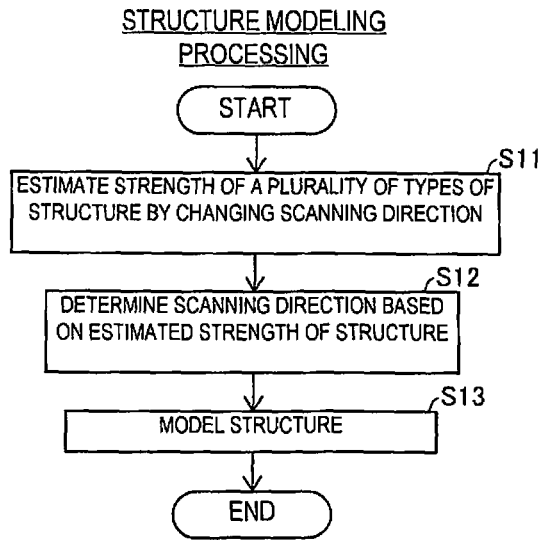 STRUCTURE MODELING
PROCESSING
START
S11
ESTIMATE STRENGTH OF A PLURALITY OF TYPES OF
STRUCTURE BY CHANGING SCANNING DIRECTION
S12
DETERMINE SCANNING DIRECTION BASED
ON ESTIMATED STRENGTH OF STRUCTURE
S13
MODEL STRUCTURE
END